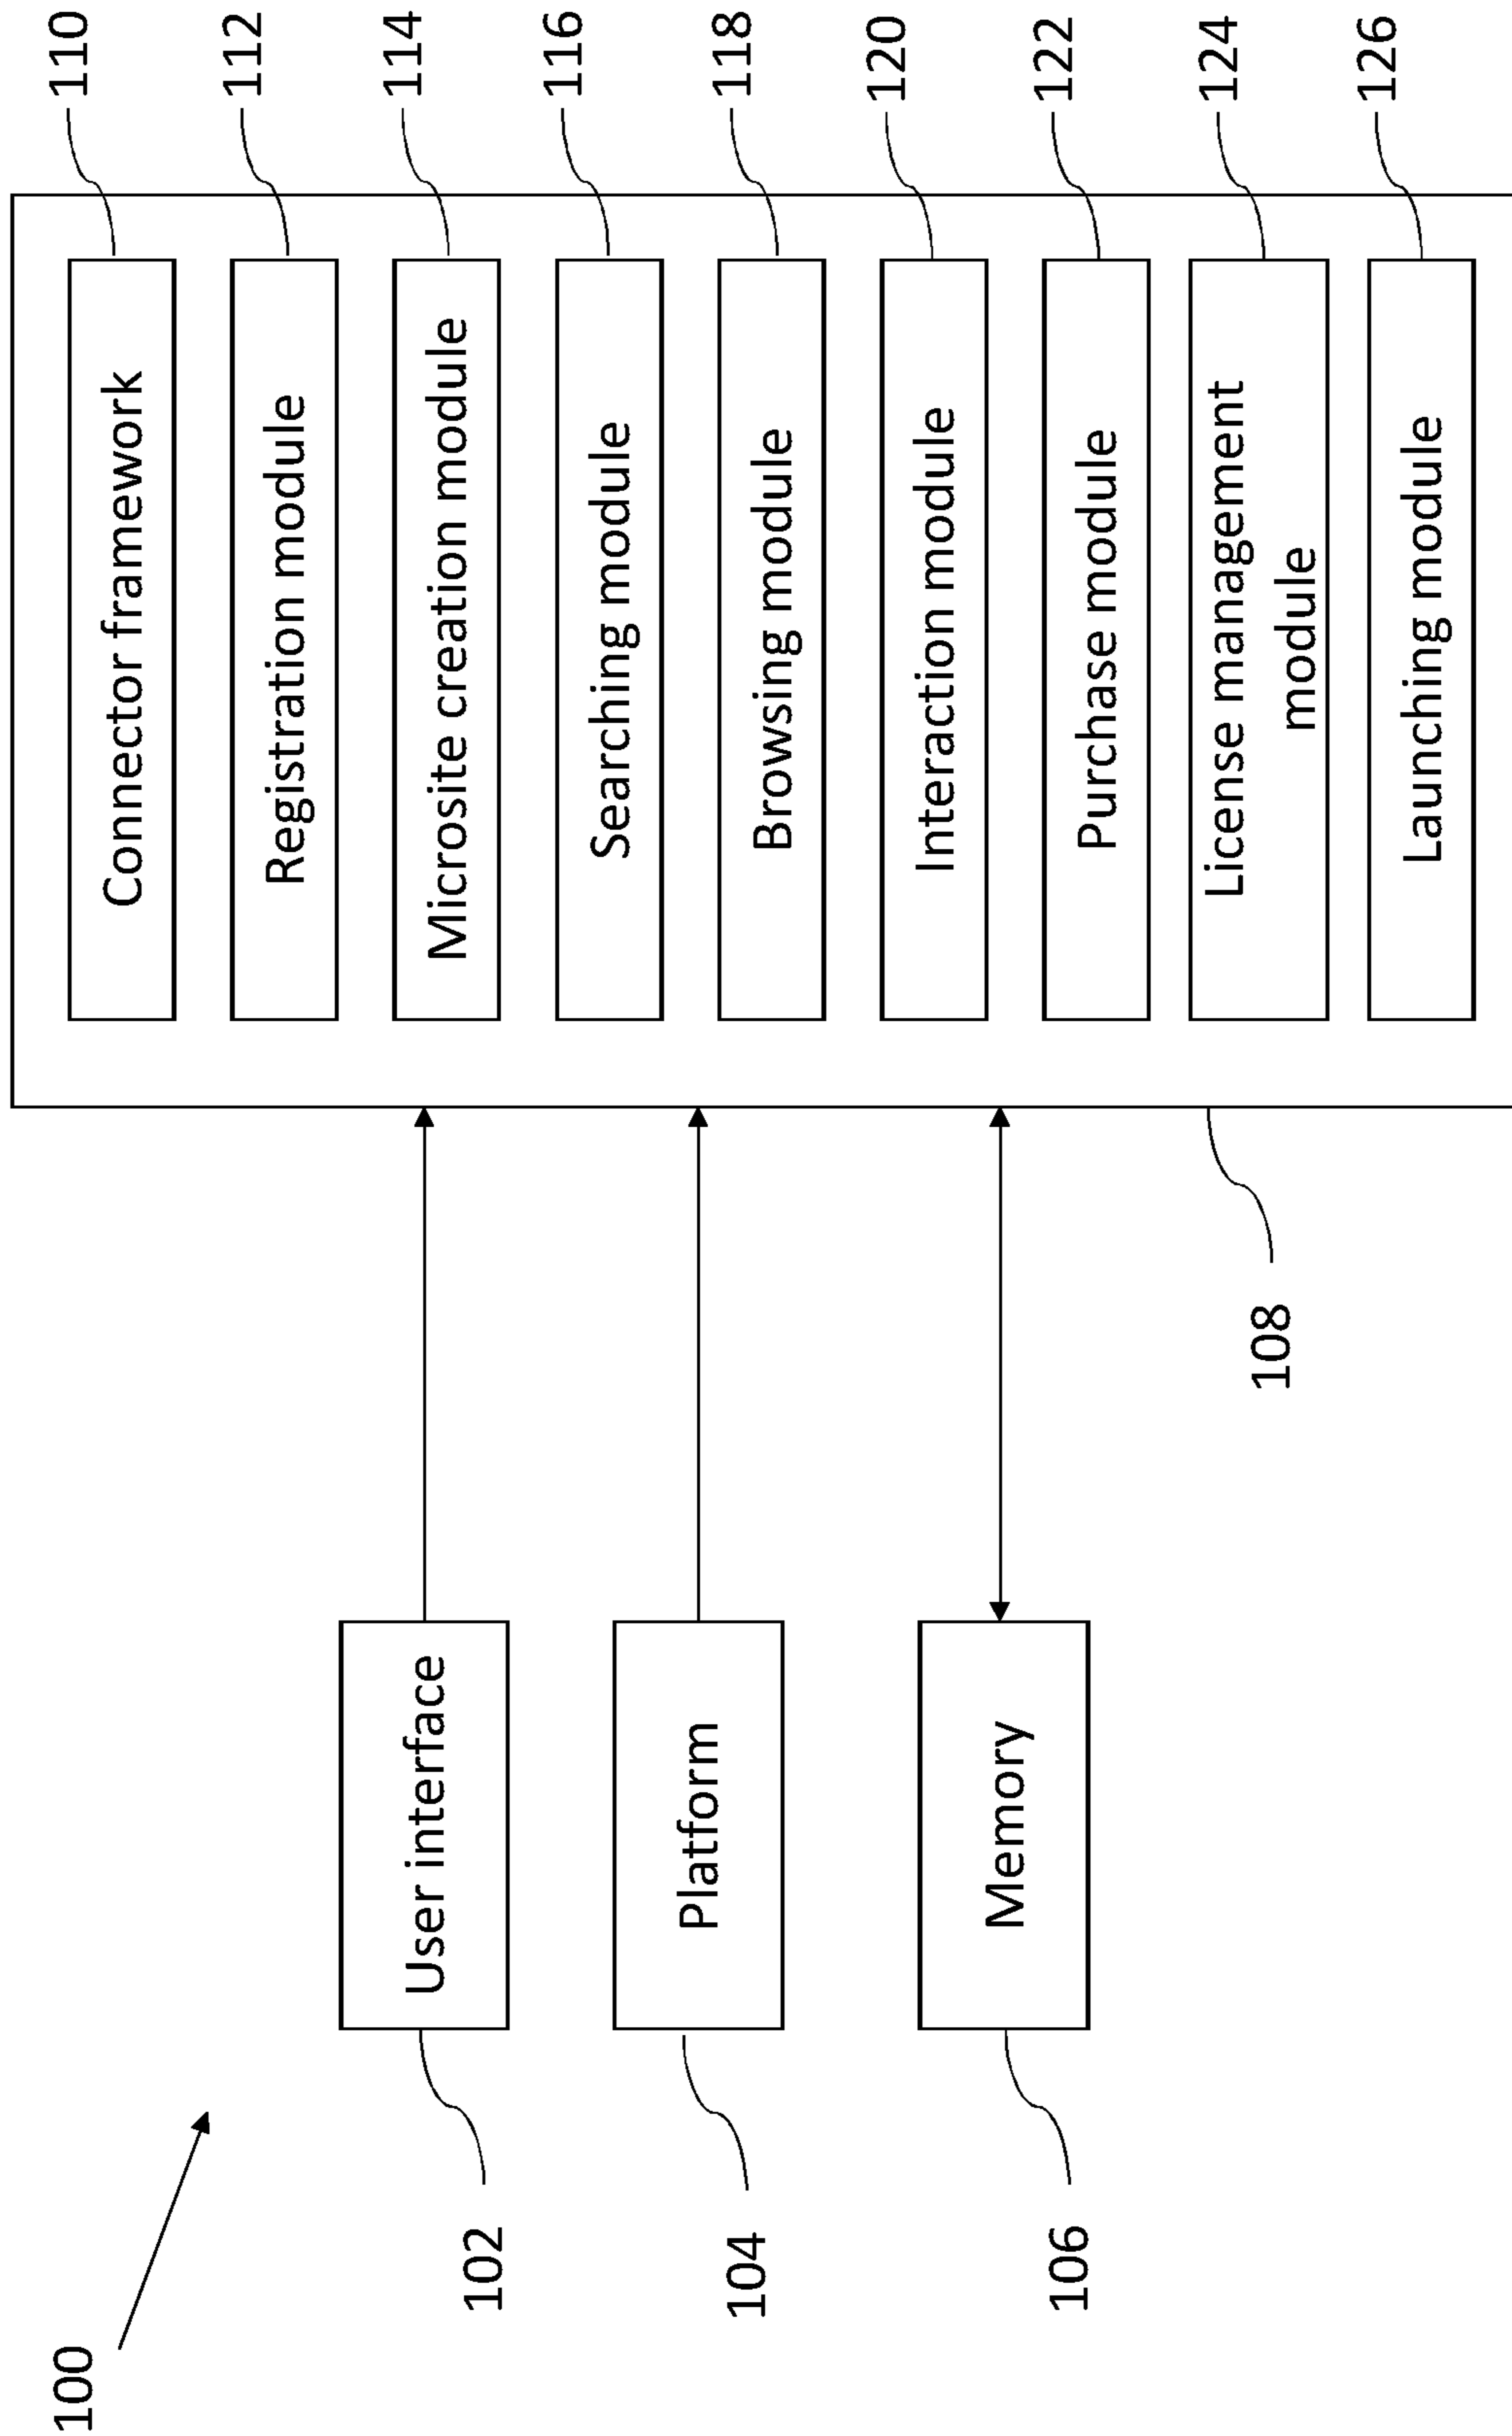 100
102
User interface
104
Platform
106
Memory
108
Connector framework
110
Registration module
112
Microsite creation module
114
Searching module
116
Browsing module
118
Interaction module
120
Purchase module
122
License management
module
124
Launching module
126